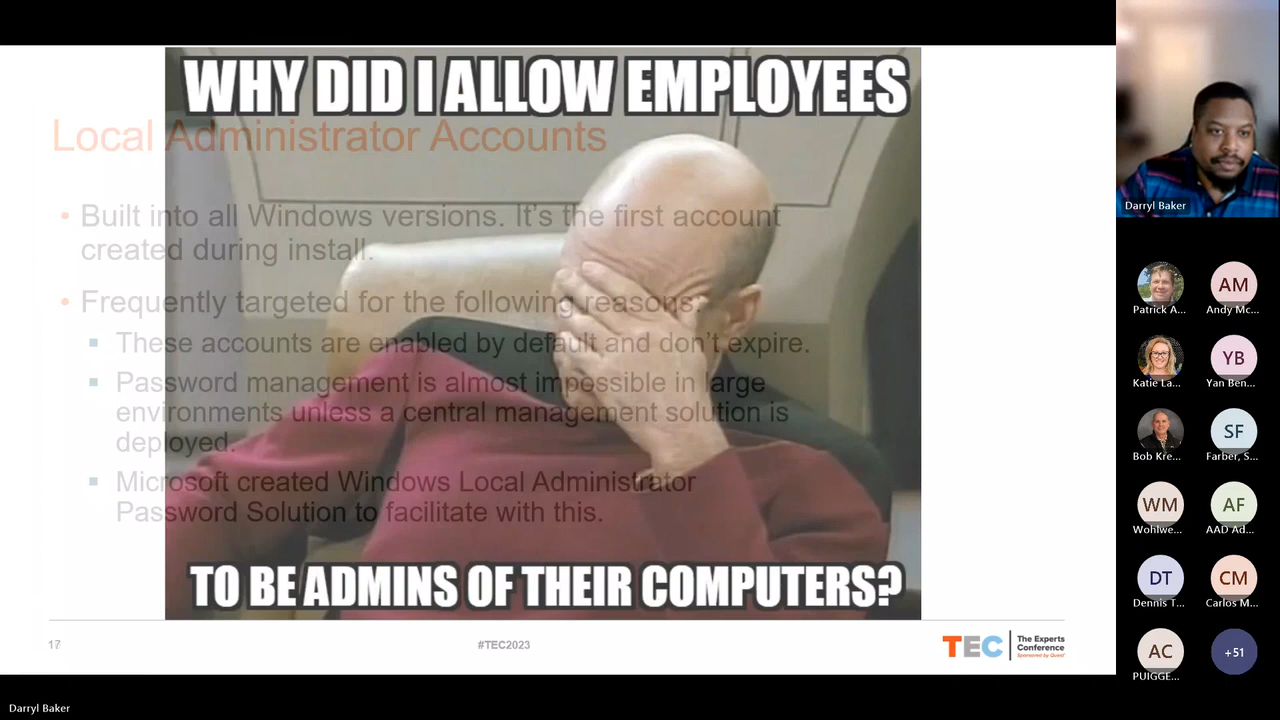 WHY DID I ALLOW EMPLOYEES
Local Administrator Accounts
• Built into all Windows versions. It's the first account
created during install.
• Frequently targeted for the following reasons:
▪ These accounts are enabled by default and don't expire.
▪ Password management is almost impossible in large
environments unless a central management solution is
deployed.
▪ Microsoft created Windows Local Administrator
Password Solution to facilitate with this.
TO BE ADMINS OF THEIR COMPUTERS?
17
#TEC2023
TEC
The Experts
Conference
Sponsored by Quest
Darryl Baker
Patrick A...
AM
Andy Mc...
Katie La...
YB
Yan Ben...
Bob Kre...
SF
Farber, S...
WM
Wohlwe...
AF
AAD Ad...
DT
Dennis T...
CM
Carlos M...
AC
PUIGGE...
+51
Darryl Baker